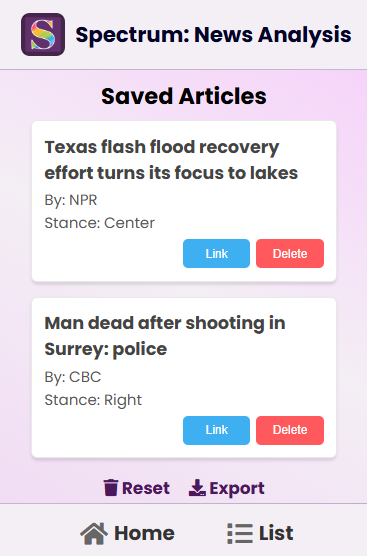 S Spectrum: News Analysis
Saved Articles
Texas flash flood recovery
effort turns its focus to lakes
By: NPR
Stance: Center
Link Delete
Man dead after shooting in
Surrey: police
By: CBC
Stance: Right
Link Delete
Reset Export
Home List